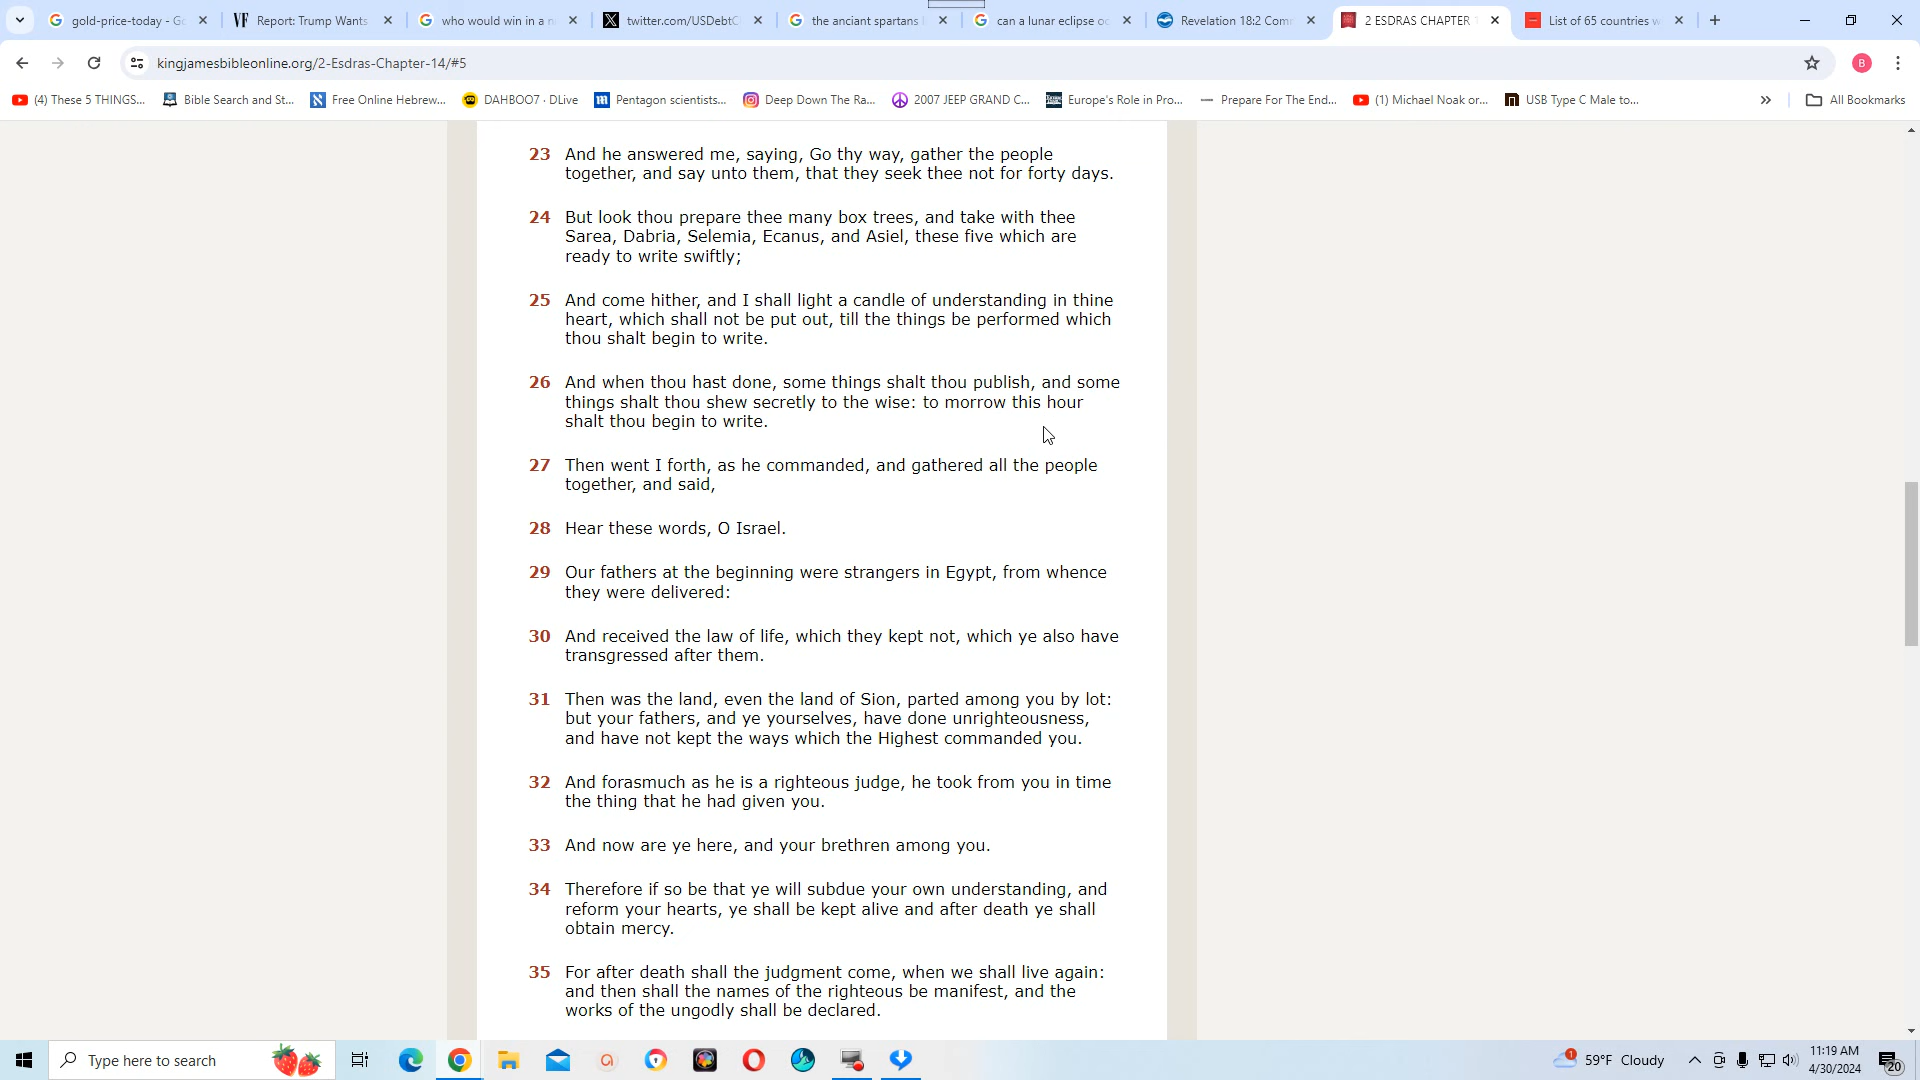 gold-price-today - Go
Report: Trump Wants
who would win in a n
twitter.com/USDebtC
the anciant spartans
can a lunar eclipse oc
Revelation 18:2 Com
2 ESDRAS CHAPTER
List of 65 countries w
kingjamesbibleonline.org/2-Esdras-Chapter-14/#5
B
(4) These 5 THINGS...
Bible Search and St...
Free Online Hebrew...
DAHBOO7 · DLive
Pentagon scientists...
Deep Down The Ra...
2007 JEEP GRAND C...
Europe's Role in Pro...
Prepare For The End...
(1) Michael Noak or...
USB Type C Male to...
All Bookmarks
23 And he answered me, saying, Go thy way, gather the people
together, and say unto them, that they seek thee not for forty days.
24 But look thou prepare thee many box trees, and take with thee
Sarea, Dabria, Selemia, Ecanus, and Asiel, these five which are
ready to write swiftly;
25 And come hither, and I shall light a candle of understanding in thine
heart, which shall not be put out, till the things be performed which
thou shalt begin to write.
26 And when thou hast done, some things shalt thou publish, and some
things shalt thou shew secretly to the wise: to morrow this hour
shalt thou begin to write.
27 Then went I forth, as he commanded, and gathered all the people
together, and said,
28 Hear these words, O Israel.
29 Our fathers at the beginning were strangers in Egypt, from whence
they were delivered:
30 And received the law of life, which they kept not, which ye also have
transgressed after them.
31 Then was the land, even the land of Sion, parted among you by lot:
but your fathers, and ye yourselves, have done unrighteousness,
and have not kept the ways which the Highest commanded you.
32 And forasmuch as he is a righteous judge, he took from you in time
the thing that he had given you.
33 And now are ye here, and your brethren among you.
34 Therefore if so be that ye will subdue your own understanding, and
reform your hearts, ye shall be kept alive and after death ye shall
obtain mercy.
35 For after death shall the judgment come, when we shall live again:
and then shall the names of the righteous be manifest, and the
works of the ungodly shall be declared.
Type here to search
59°F Cloudy
11:19 AM
4/30/2024
20